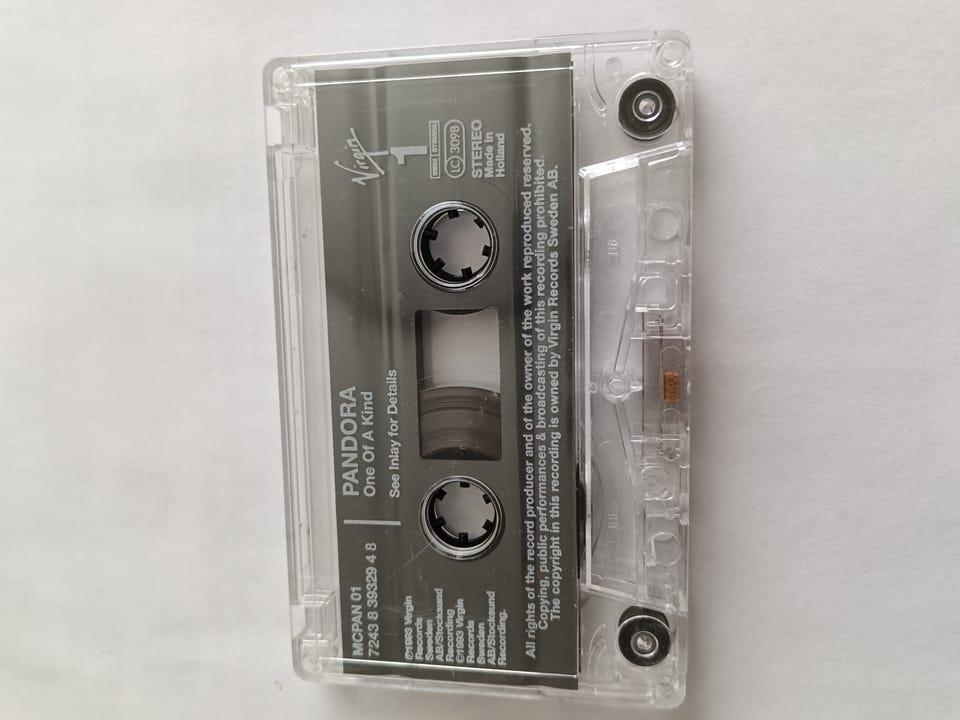 MCPAN 01
7243 8 39329 4 8
PANDORA
One Of A Kind
See Inlay for Details
Virgin
1
LC 3098
STEREO
Made in
Holland
℗1993 Virgin
Records
Sweden
AB/Stocksund
Recording
©1993 Virgin
Records
Sweden
AB/Stocksund
Recording.
All rights of the record producer and of the owner of the work reproduced reserved.
Copying, public performances & broadcasting of this recording prohibited.
The copyright in this recording is owned by Virgin Records Sweden AB.